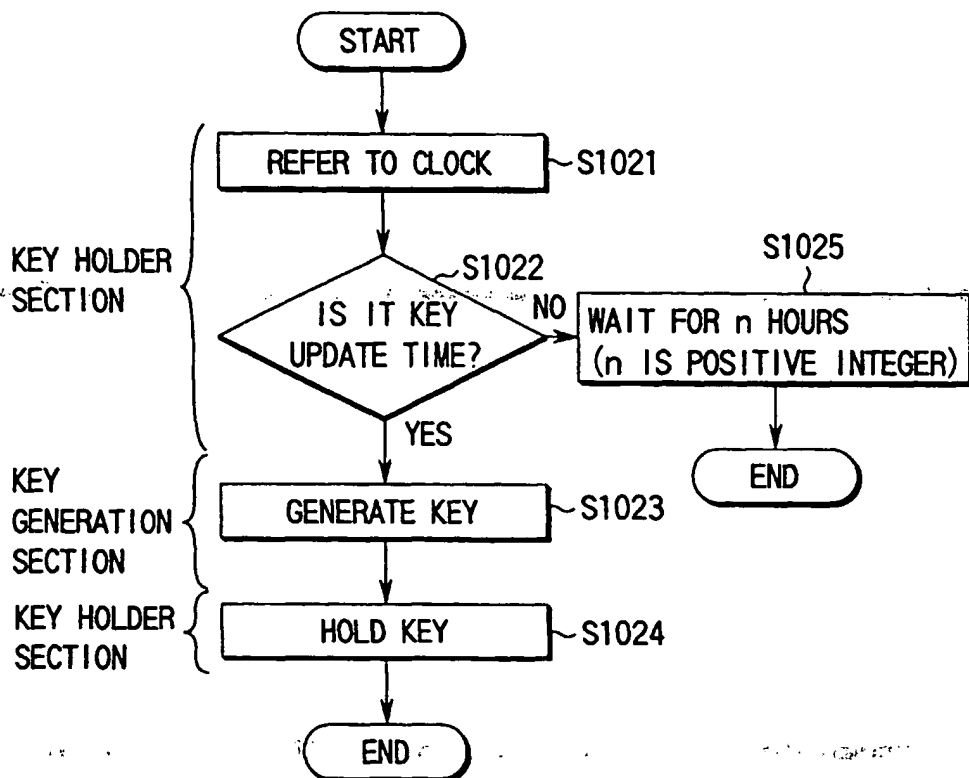 START
REFER TO CLOCK
S1021
KEY HOLDER
SECTION
S1022
IS IT KEY
UPDATE TIME?
NO
S1025
WAIT FOR n HOURS
(n IS POSITIVE INTEGER)
END
YES
KEY
GENERATION
SECTION
GENERATE KEY
S1023
KEY HOLDER
SECTION
HOLD KEY
S1024
END